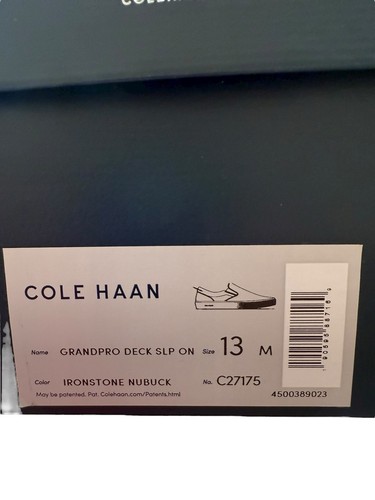 COLE HAAN
Name GRANDPRO DECK SLP ON Size 13 M
Color IRONSTONE NUBUCK No. C27175
May be patented. Pat. Colehaan.com/Patents.html
4500389023